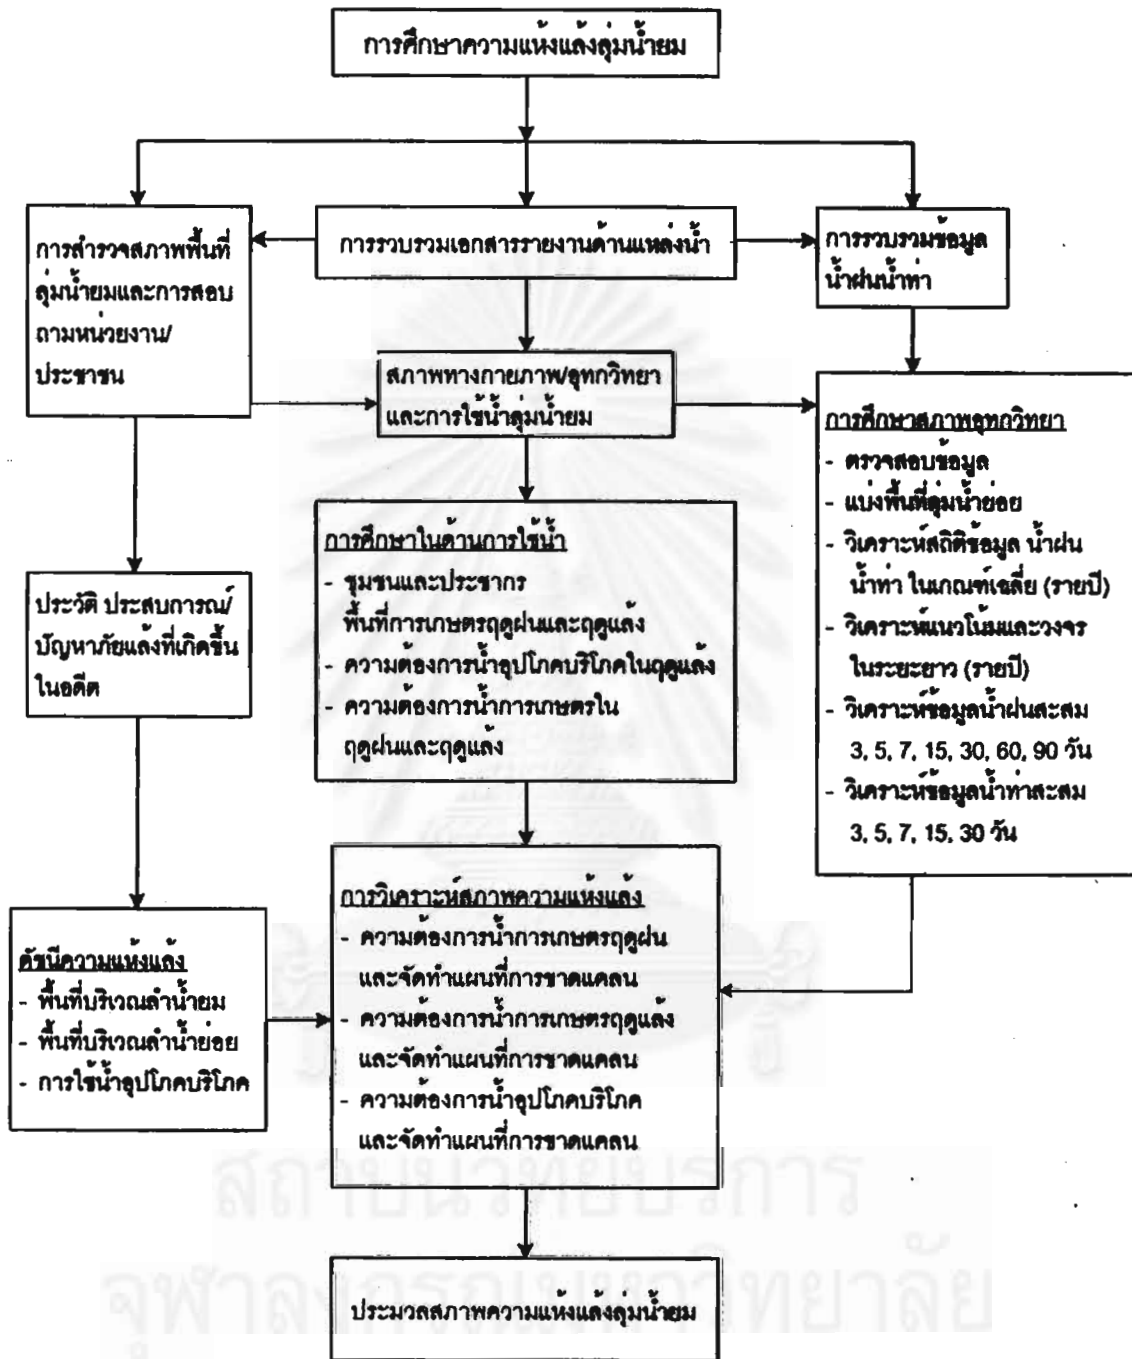 การศึกษาความแห้งแล้งลุ่มน้ำยม
การสำรวจสภาพพื้นที่
ลุ่มน้ำยมและการสอบ
ถามหน่วยงาน/
ประชาชน
การรวบรวมเอกสารรายงานด้านแหล่งน้ำ
การรวบรวมข้อมูล
น้ำฝนน้ำท่า
สภาพทางกายภาพ/อุทกวิทยา
และการใช้น้ำลุ่มน้ำยม
การศึกษาสภาพอุทกวิทยา
- ตรวจสอบข้อมูล
- แบ่งพื้นที่ลุ่มน้ำย่อย
- วิเคราะห์สถิติข้อมูล น้ำฝน
น้ำท่า ในเกณฑ์เฉลี่ย (รายปี)
- วิเคราะห์แนวโน้มและวงจร
ในระยะยาว (รายปี)
- วิเคราะห์ข้อมูลน้ำฝนสะสม
3, 5, 7, 15, 30, 60, 90 วัน
- วิเคราะห์ข้อมูลน้ำท่าสะสม
3, 5, 7, 15, 30 วัน
การศึกษาในด้านการใช้น้ำ
- ชุมชนและประชากร
พื้นที่การเกษตรฤดูฝนและฤดูแล้ง
- ความต้องการน้ำอุปโภคบริโภคในฤดูแล้ง
- ความต้องการน้ำการเกษตรใน
ฤดูฝนและฤดูแล้ง
ประวัติ ประสบการณ์/
ปัญหาภัยแล้งที่เกิดขึ้น
ในอดีต
ดัชนีความแห้งแล้ง
- พื้นที่บริเวณลำน้ำยม
- พื้นที่บริเวณลำน้ำย่อย
- การใช้น้ำอุปโภคบริโภค
การวิเคราะห์สภาพความแห้งแล้ง
- ความต้องการน้ำการเกษตรฤดูฝน
และจัดทำแผนที่การขาดแคลน
- ความต้องการน้ำการเกษตรฤดูแล้ง
และจัดทำแผนที่การขาดแคลน
- ความต้องการน้ำอุปโภคบริโภค
และจัดทำแผนที่การขาดแคลน
สถาบันวิทยบริการ
จุฬาลงกรณ์มหาวิทยาลัย
ประมวลสภาพความแห้งแล้งลุ่มน้ำยม